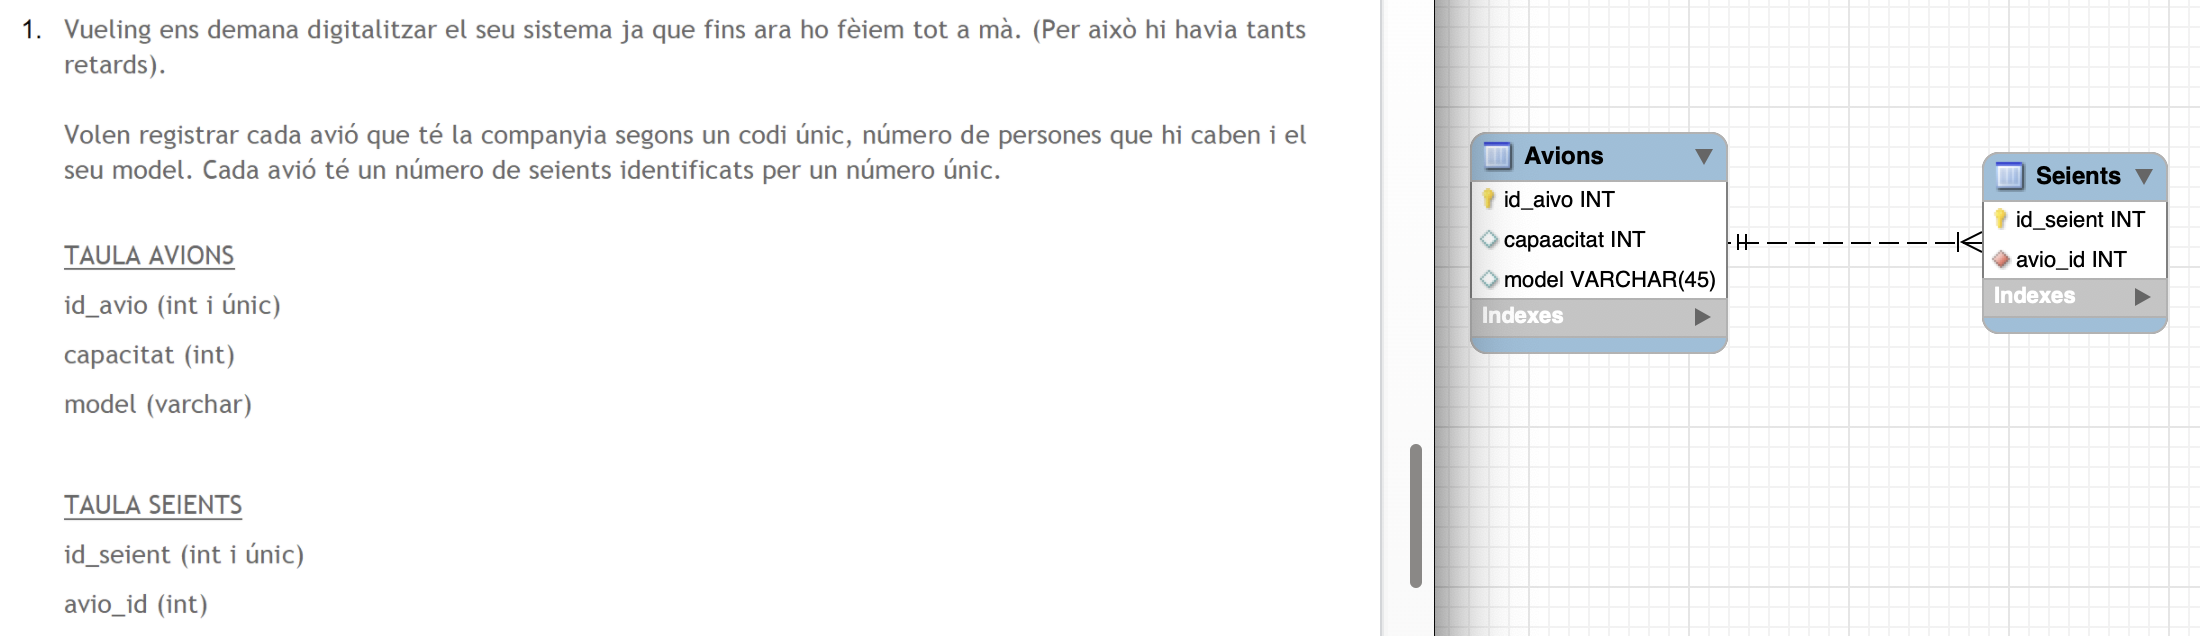 1. Vueling ens demana digitalitzar el seu sistema ja que fins ara ho fèiem tot a mà. (Per això hi havia tants
retards).
Volen registrar cada avió que té la companyia segons un codi únic, número de persones que hi caben i el
seu model. Cada avió té un número de seients identificats per un número únic.
TAULA AVIONS
id_avio (int i únic)
capacitat (int)
model (varchar)
TAULA SEIENTS
id_seient (int i únic)
avio_id (int)
Avions
id_aivo INT
capaacitat INT
model VARCHAR(45)
Indexes
Seients
id_seient INT
avio_id INT
Indexes